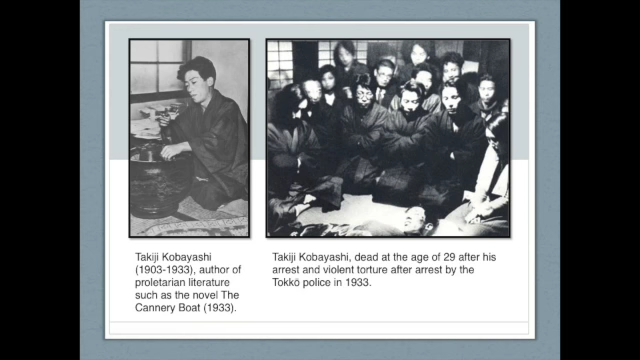 Takiji Kobayashi
(1903-1933), author of
proletarian literature
such as the novel The
Cannery Boat (1933).
Takiji Kobayashi, dead at the age of 29 after his
arrest and violent torture after arrest by the
Tokkō police in 1933.